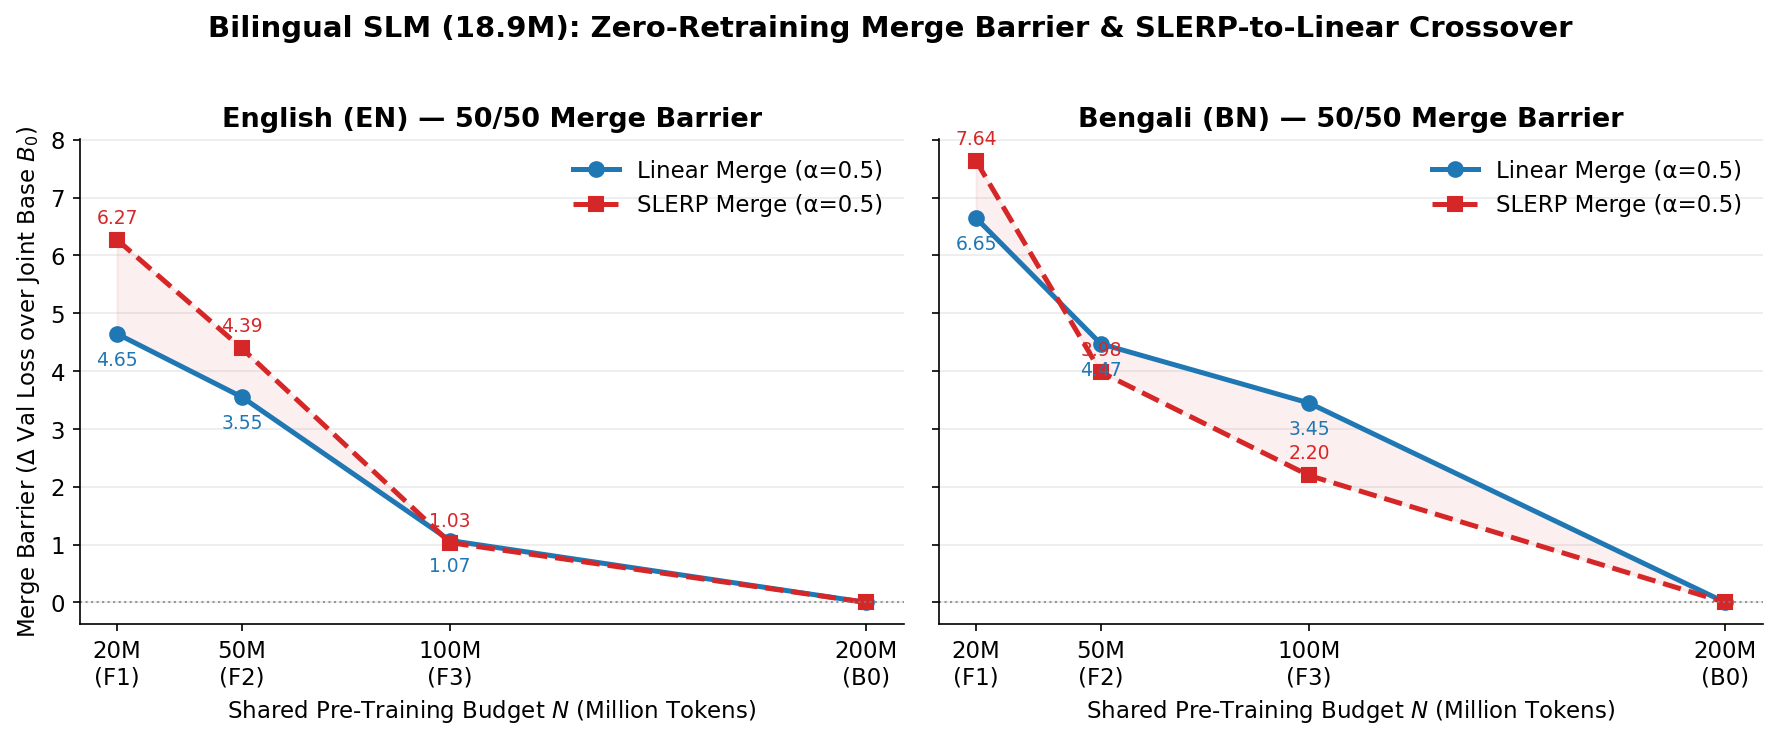 Bilingual SLM (18.9M): Zero-Retraining Merge Barrier & SLERP-to-Linear Crossover
English (EN) — 50/50 Merge Barrier
Merge Barrier (Δ Val Loss over Joint Base B₀)
8
7
6
5
4
3
2
1
0
Linear Merge (α=0.5)
SLERP Merge (α=0.5)
6.27
4.65
4.39
3.55
1.03
1.07
20M
(F1)
50M
(F2)
100M
(F3)
200M
(B0)
Shared Pre-Training Budget N (Million Tokens)
Bengali (BN) — 50/50 Merge Barrier
Linear Merge (α=0.5)
SLERP Merge (α=0.5)
7.64
6.65
3.98
4.47
3.45
2.20
20M
(F1)
50M
(F2)
100M
(F3)
200M
(B0)
Shared Pre-Training Budget N (Million Tokens)